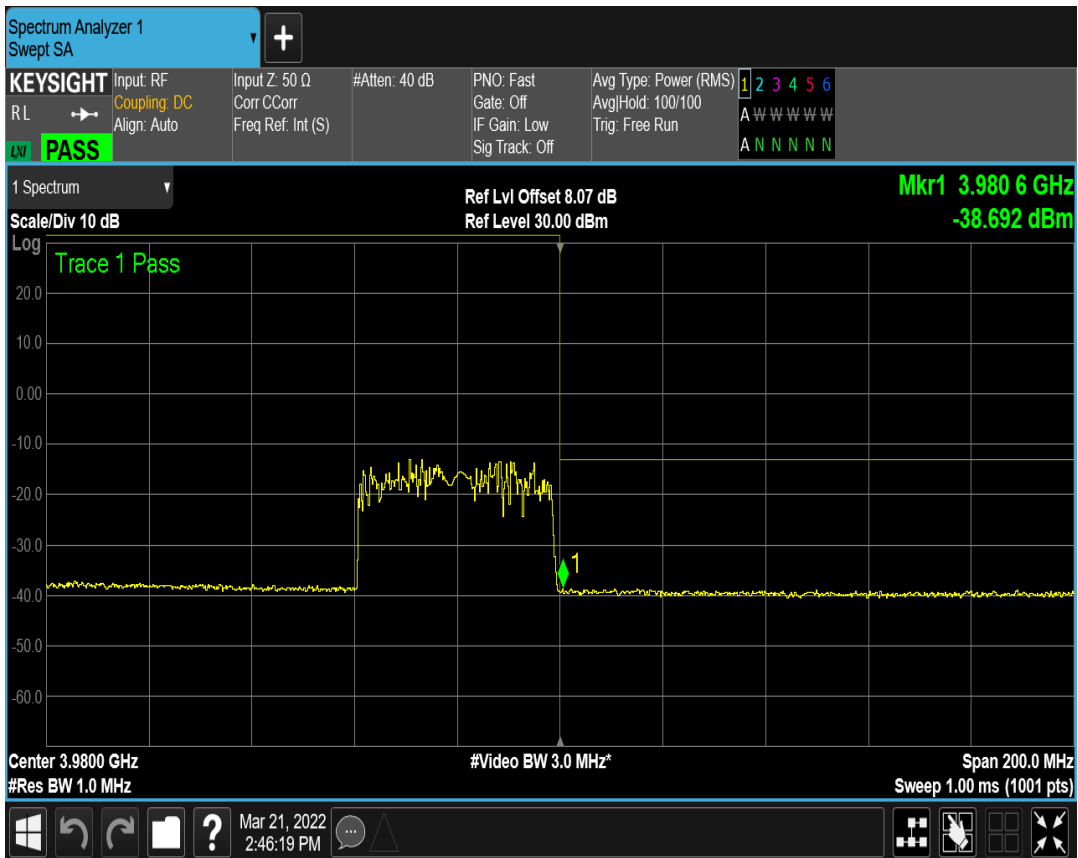 Spectrum Analyzer 1
Swept SA
+
KEYSIGHT
R L
LXI PASS
Input: RF
Coupling: DC
Align: Auto
Input Z: 50 Ω
Corr CCorr
Freq Ref: Int (S)
#Atten: 40 dB
PNO: Fast
Gate: Off
IF Gain: Low
Sig Track: Off
Avg Type: Power (RMS)
Avg|Hold: 100/100
Trig: Free Run
1 2 3 4 5 6
A W W W W W
A N N N N N
1 Spectrum
Scale/Div 10 dB
Ref Lvl Offset 8.07 dB
Ref Level 30.00 dBm
Mkr1 3.980 6 GHz
-38.692 dBm
Log
Trace 1 Pass
20.0
10.0
0.00
-10.0
-20.0
-30.0
1
-40.0
-50.0
-60.0
Center 3.9800 GHz
#Res BW 1.0 MHz
#Video BW 3.0 MHz*
Span 200.0 MHz
Sweep 1.00 ms (1001 pts)
?
Mar 21, 2022
2:46:19 PM